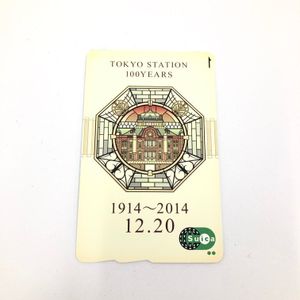 TOKYO STATION
100YEARS
1914～2014
12.20
Suica